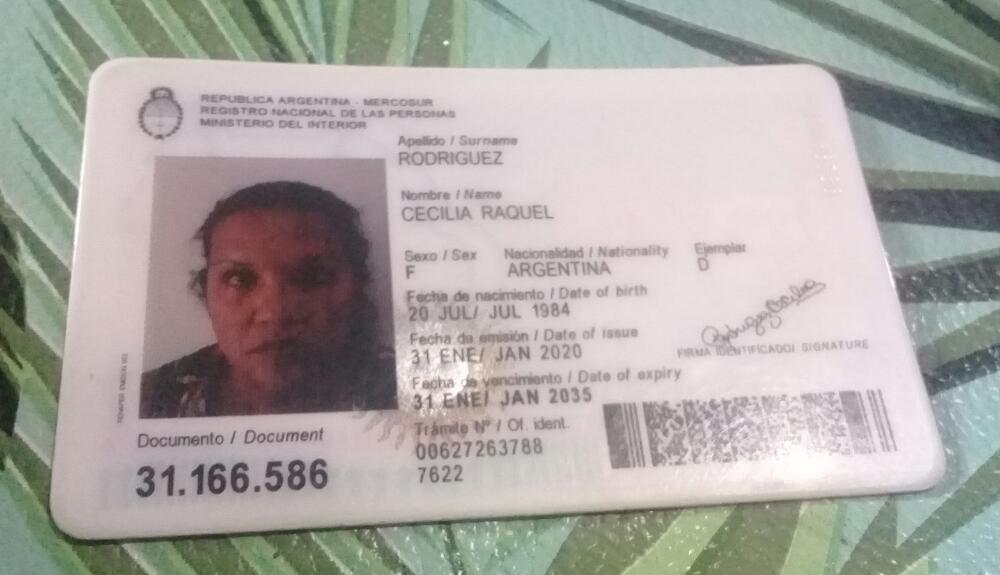 REPUBLICA ARGENTINA - MERCOSUR
REGISTRO NACIONAL DE LAS PERSONAS
MINISTERIO DEL INTERIOR
Apellido / Surname
RODRIGUEZ
Nombre / Name
CECILIA RAQUEL
Sexo / Sex Nacionalidad / Nationality Ejemplar
F ARGENTINA D
Fecha de nacimiento / Date of birth
20 JUL/ JUL 1984
Fecha de emisión / Date of issue
31 ENE/ JAN 2020
FIRMA IDENTIFICADO/ SIGNATURE
Fecha de vencimiento / Date of expiry
31 ENE/ JAN 2035
Trámite Nº / Of. ident.
00627263788
7622
Documento / Document
31.166.586